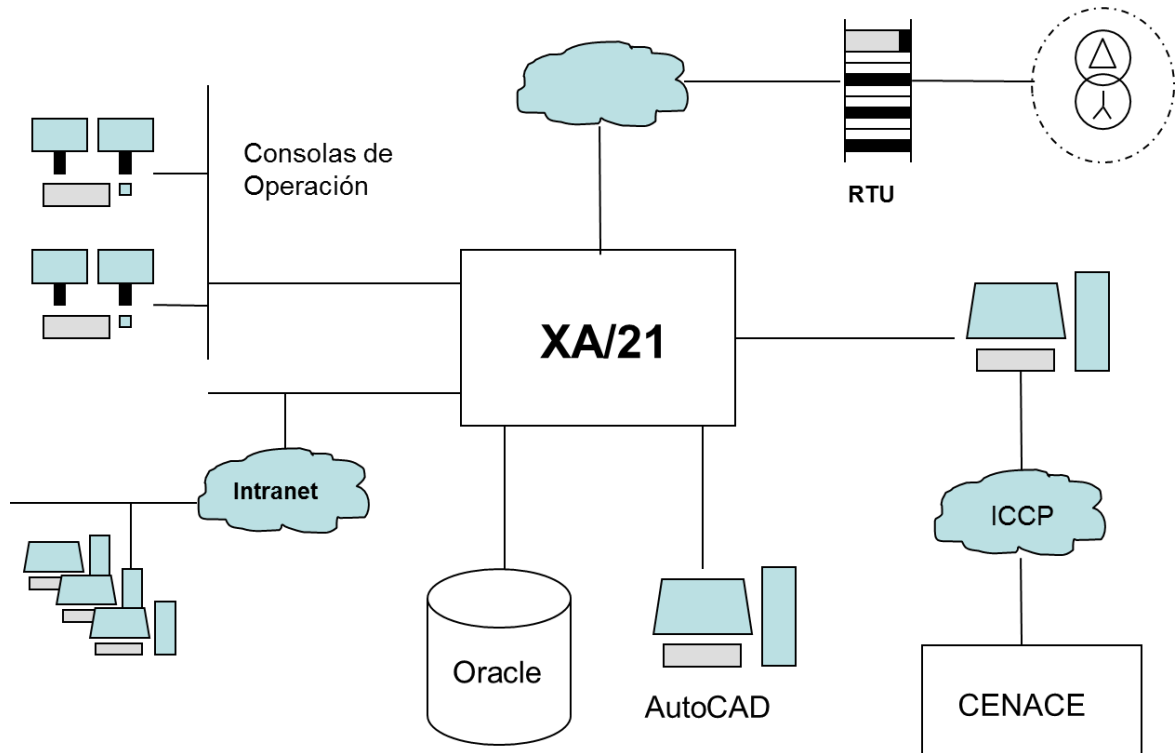 Consolas de
Operación
RTU
XA/21
Intranet
ICCP
Oracle
AutoCAD
CENACE